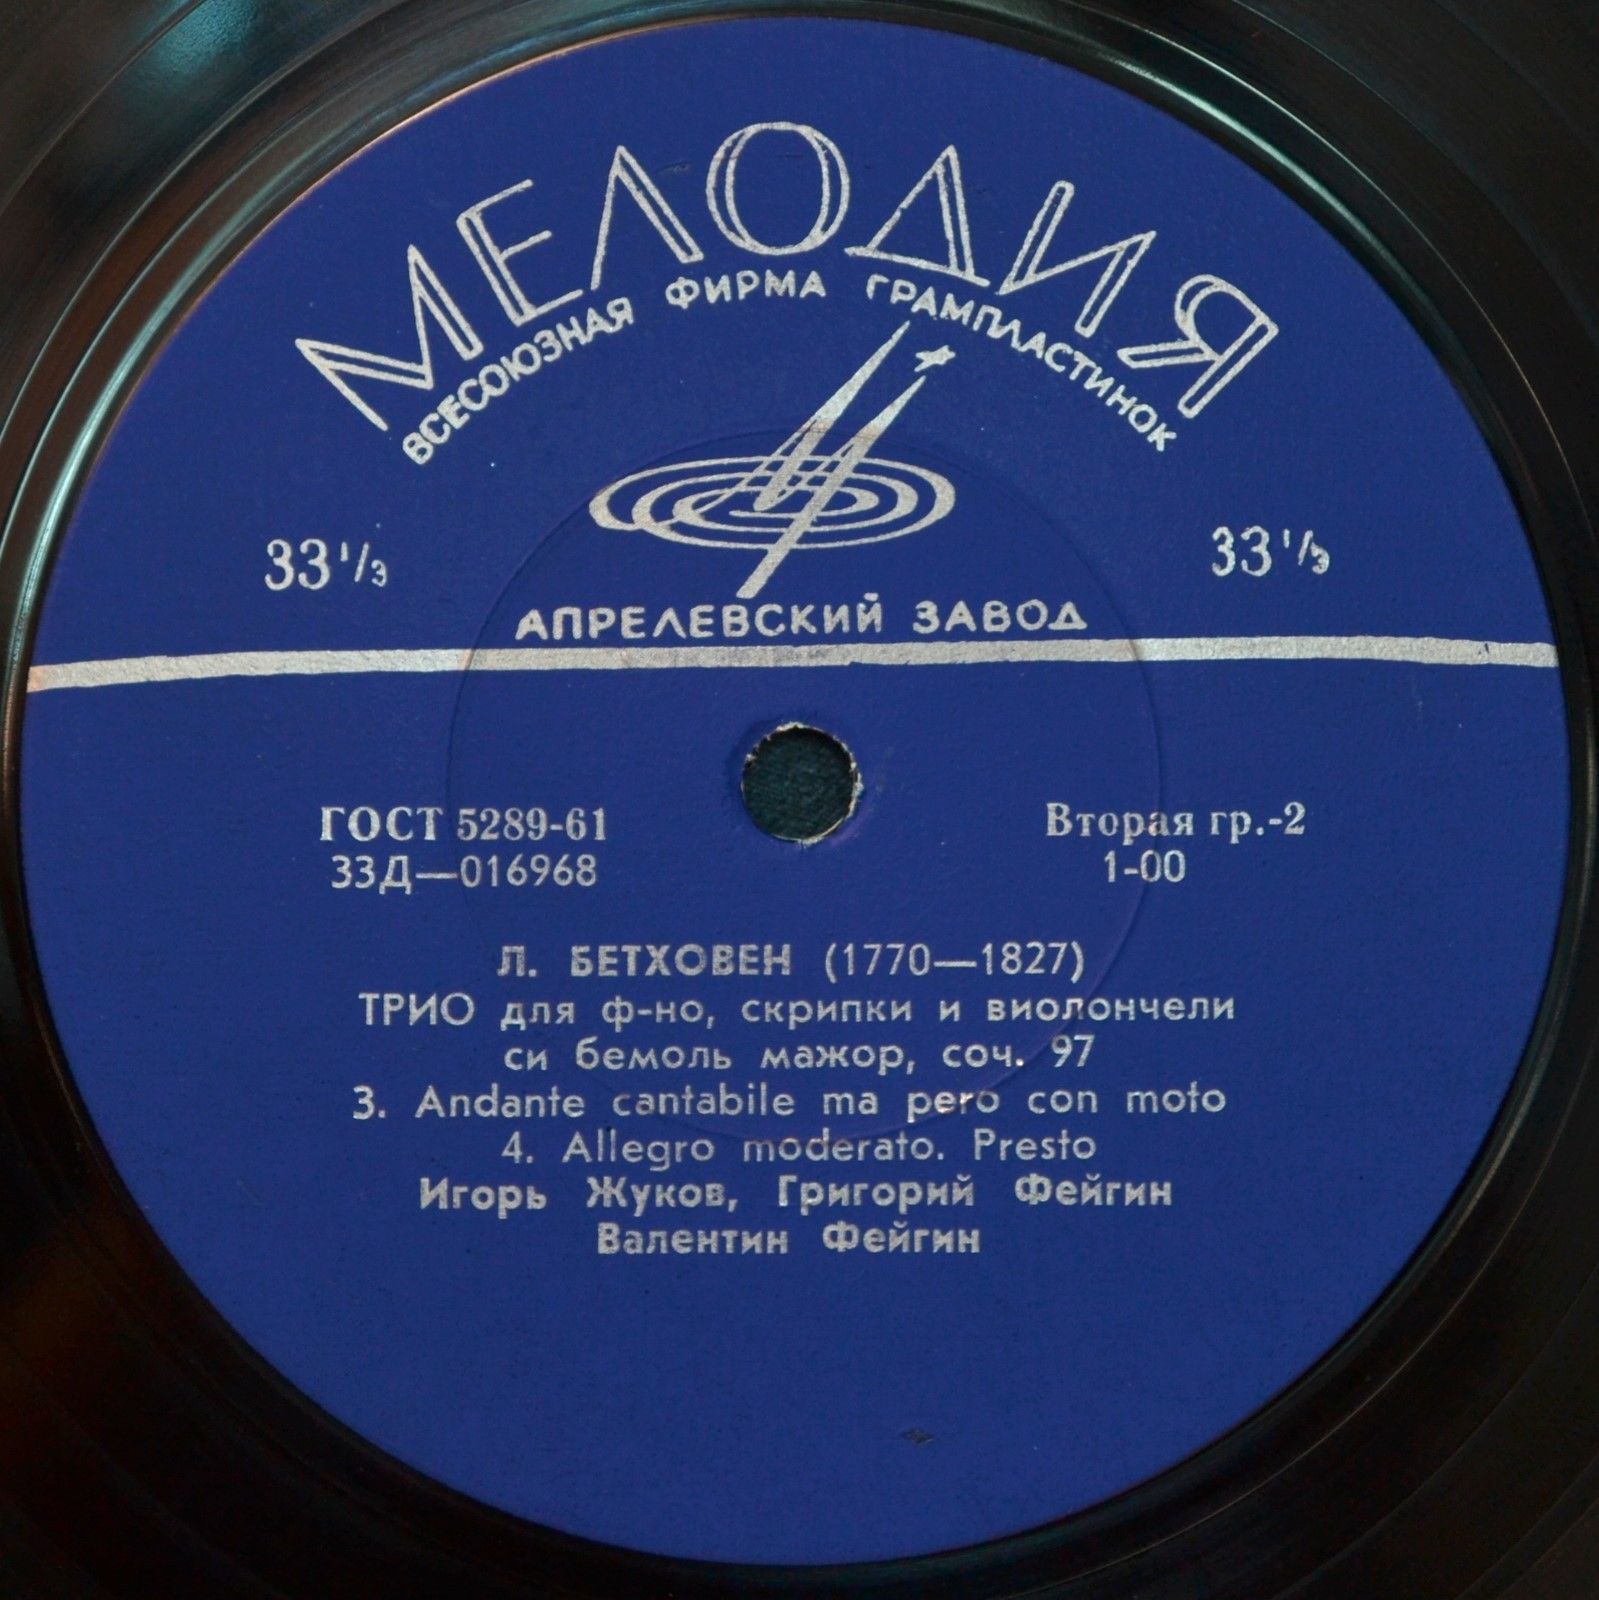 МЕЛОДИЯ
ВСЕСОЮЗНАЯ ФИРМА ГРАМПЛАСТИНОК
33 1/3
33 1/3
АПРЕЛЕВСКИЙ ЗАВОД
ГОСТ 5289-61
Вторая гр.-2
33Д—016968
1-00
Л. БЕТХОВЕН (1770—1827)
ТРИО для ф-но, скрипки и виолончели
си бемоль мажор, соч. 97
3. Andante cantabile ma pero con moto
4. Allegro moderato. Presto
Игорь Жуков, Григорий Фейгин
Валентин Фейгин